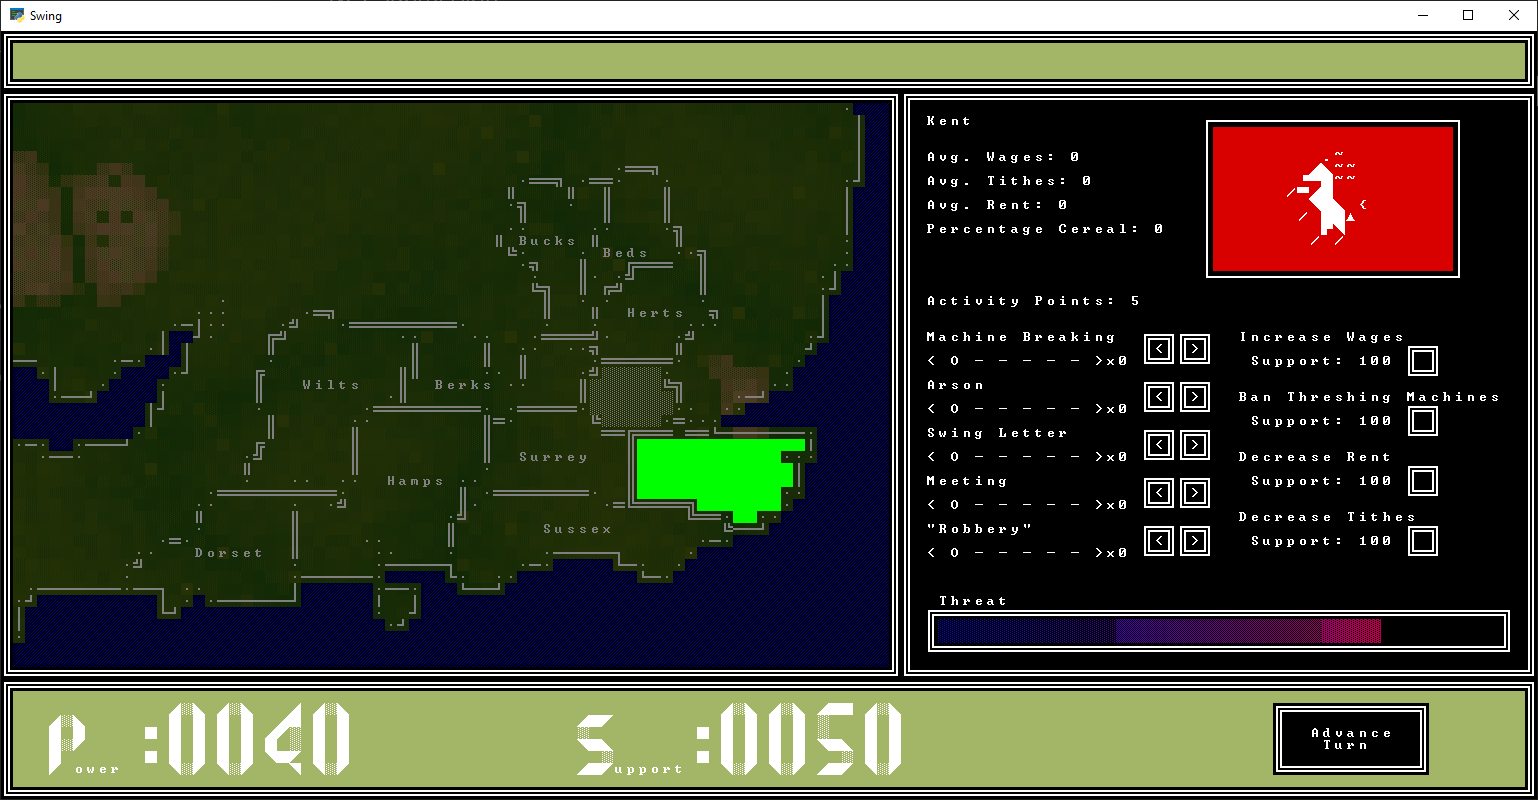 Swing
Kent
Avg. Wages: 0
Avg. Tithes: 0
Avg. Rent: 0
Percentage Cereal: 0
Activity Points: 5
Machine Breaking
< 0 - - - - - >x0
< >
Arson
< 0 - - - - - >x0
< >
Swing Letter
< 0 - - - - - >x0
< >
Meeting
< 0 - - - - - >x0
< >
"Robbery"
< 0 - - - - - >x0
< >
Increase Wages
Support: 100
Ban Threshing Machines
Support: 100
Decrease Rent
Support: 100
Decrease Tithes
Support: 100
Threat
Bucks
Beds
Herts
Wilts
Berks
Surrey
Hamps
Sussex
Dorset
Power :0040
Support :0050
Advance
Turn